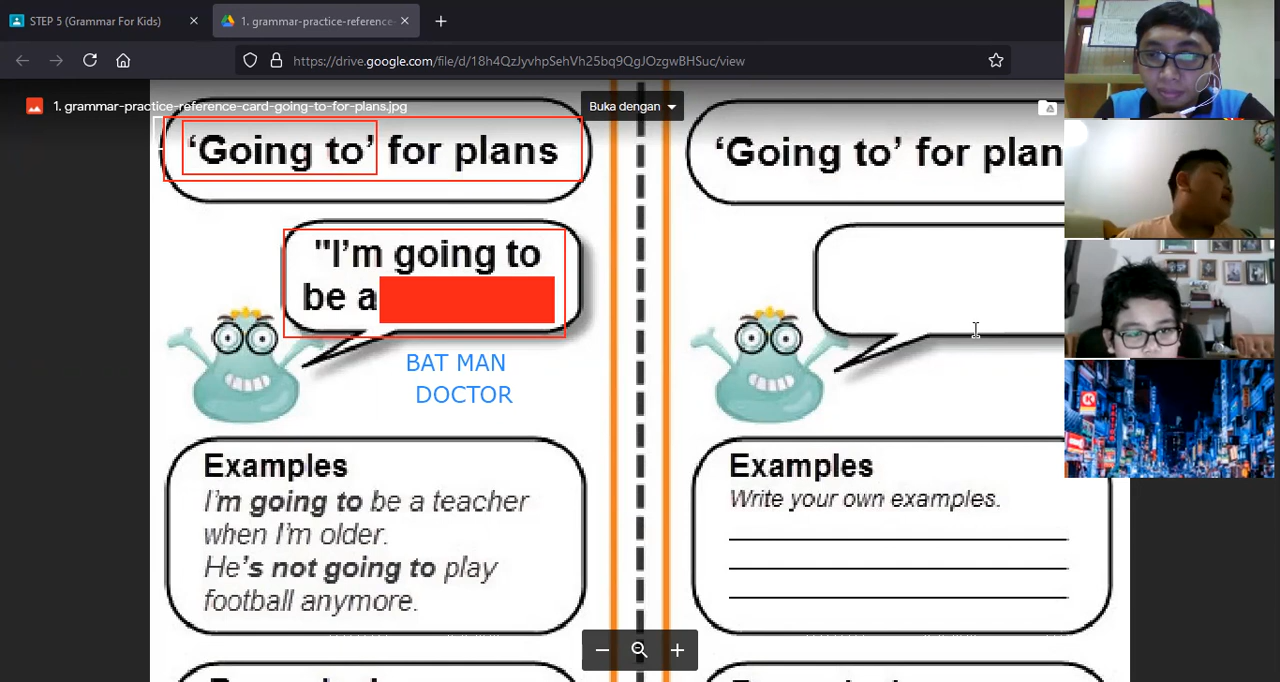 STEP 5 (Grammar For Kids)
1. grammar-practice-reference-
https://drive.google.com/file/d/18h4QzJyvhpSehVh25bq9QgJOzgwBHSuc/view
1. grammar-practice-reference-card-going-to-for-plans.jpg
Buka dengan
‘Going to’ for plans
"I’m going to
be a
BAT MAN
DOCTOR
Examples
I’m going to be a teacher
when I’m older.
He’s not going to play
football anymore.
‘Going to’ for plan
Examples
Write your own examples.